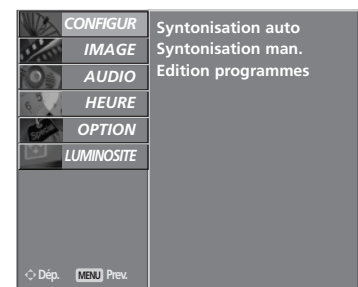 CONFIGUR
IMAGE
AUDIO
HEURE
OPTION
LUMINOSITE
Dép. MENU Prev.
Syntonisation auto
Syntonisation man.
Edition programmes